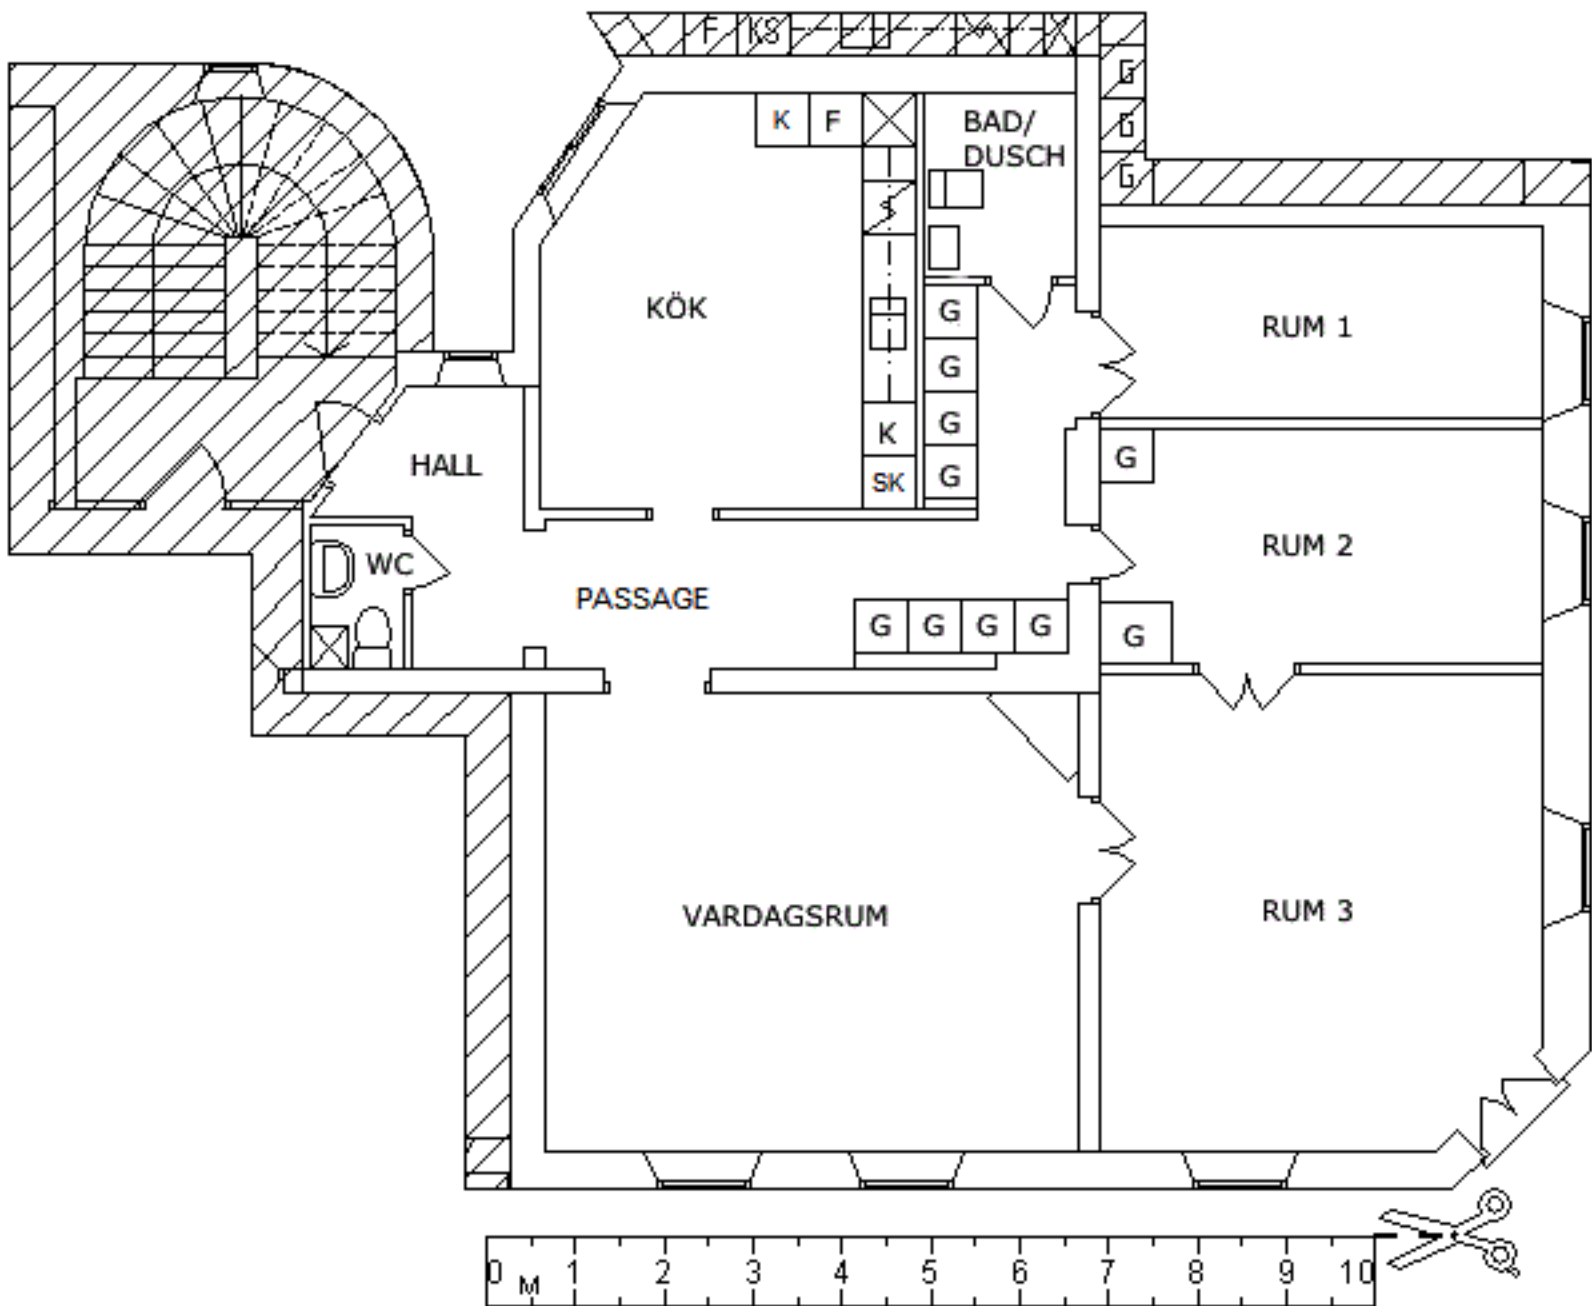 F KS
G
G
G
K F
BAD/
DUSCH
KÖK
G
G
G
G
K
SK
RUM 1
HALL
G
RUM 2
WC
PASSAGE
G G G G
G
VARDAGSRUM
RUM 3
0 M 1 2 3 4 5 6 7 8 9 10